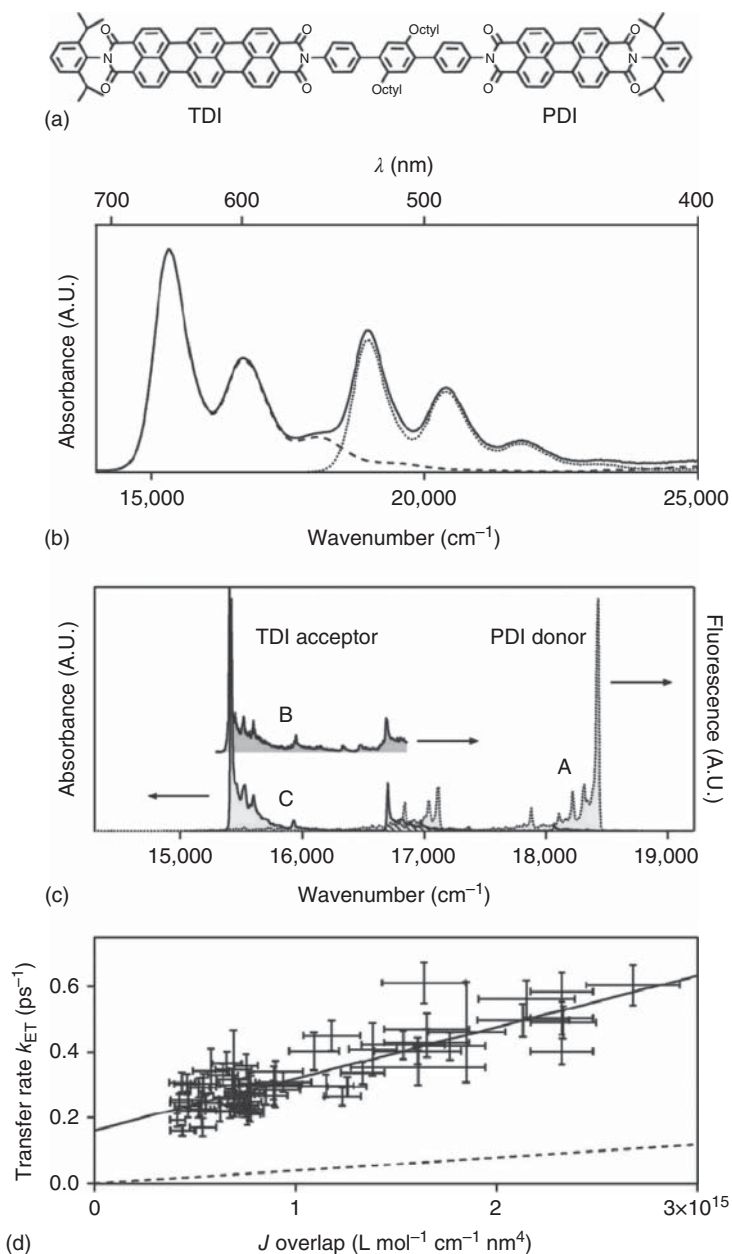 O O Octyl O O
N N N N
O O Octyl O O
TDI PDI
(a)
λ (nm)
700 600 500 400
Absorbance (A.U.)
15,000 20,000 25,000
(b) Wavenumber (cm⁻¹)
Absorbance (A.U.)
Fluorescence (A.U.)
TDI acceptor PDI donor
B
A
C
15,000 16,000 17,000 18,000 19,000
(c) Wavenumber (cm⁻¹)
Transfer rate k_ET (ps⁻¹)
0.6
0.4
0.2
0.0
0 1 2 3×10¹⁵
(d) J overlap (L mol⁻¹ cm⁻¹ nm⁴)